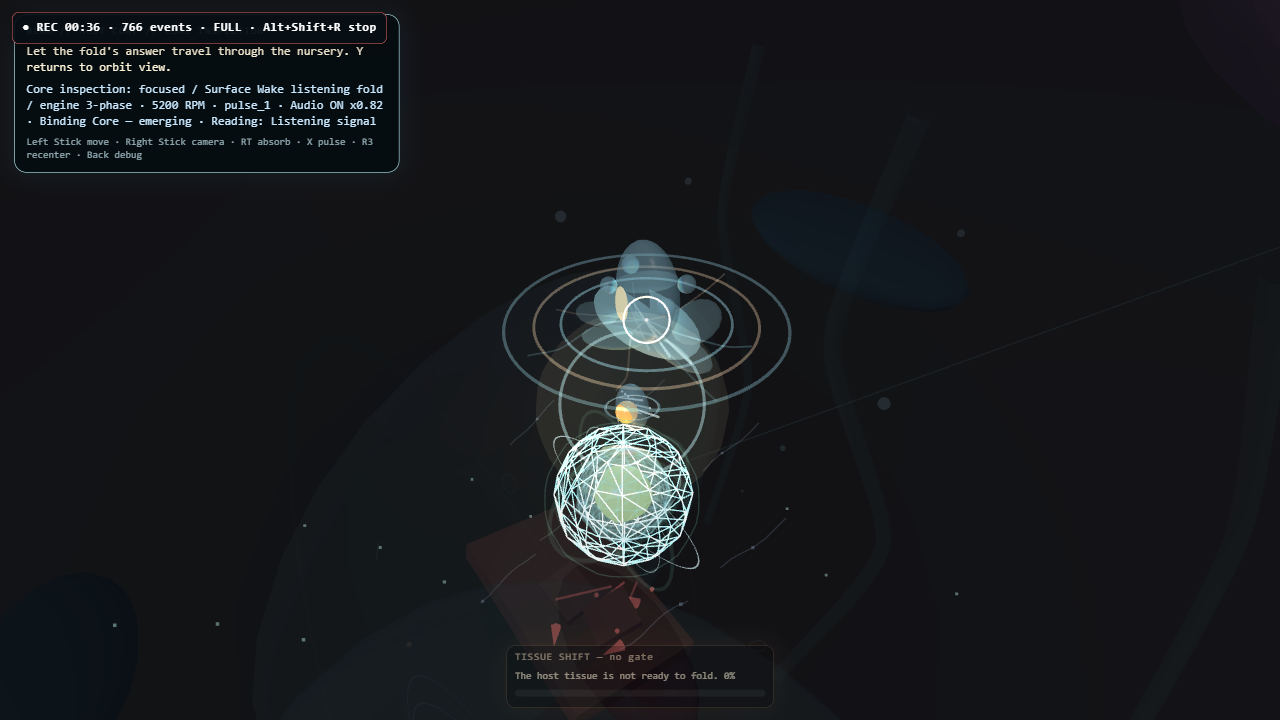 ● REC 00:36 · 766 events · FULL · Alt+Shift+R stop
Let the fold's answer travel through the nursery. Y
returns to orbit view.
Core inspection: focused / Surface Wake listening fold
/ engine 3-phase · 5200 RPM · pulse_1 · Audio ON x0.82
· Binding Core — emerging · Reading: Listening signal
Left Stick move · Right Stick camera · RT absorb · X pulse · R3
recenter · Back debug
TISSUE SHIFT — no gate
The host tissue is not ready to fold. 0%